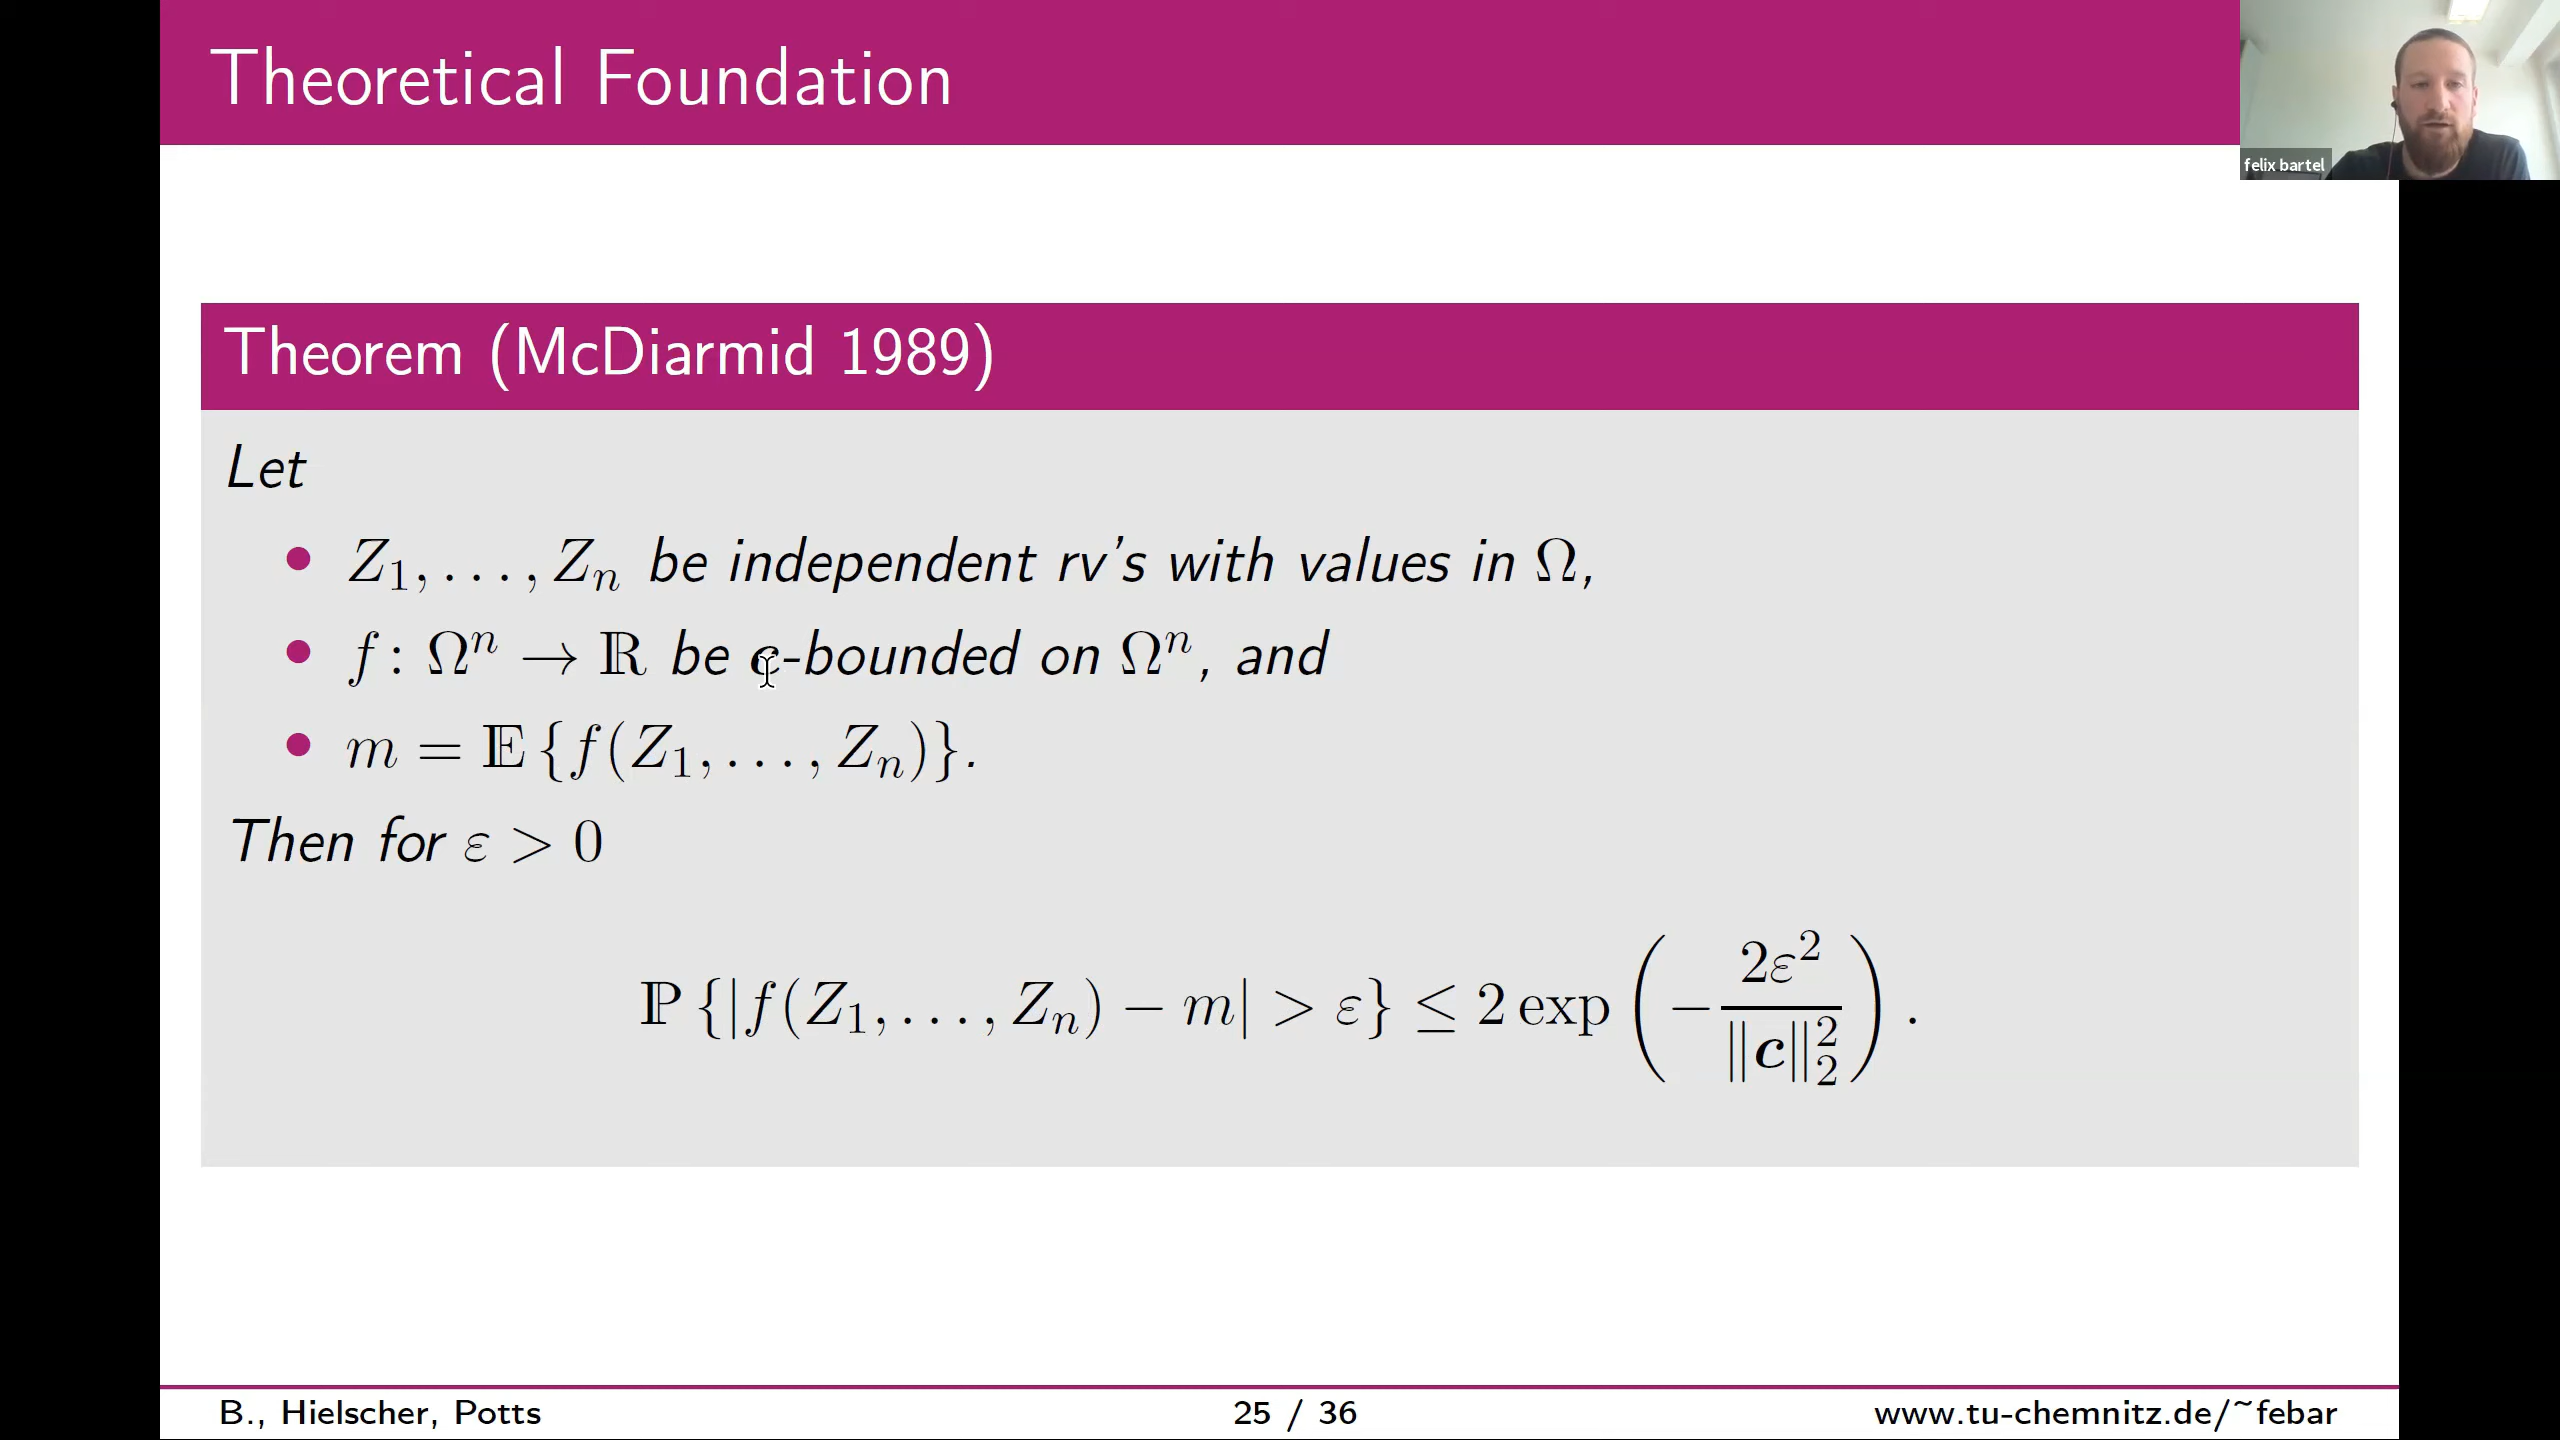 Theoretical Foundation
felix bartel
Theorem (McDiarmid 1989)
Let
• Z₁, . . . , Zₙ be independent rv's with values in Ω,
• f : Ωⁿ → ℝ be c-bounded on Ωⁿ, and
• m = 𝔼 {f(Z₁, . . . , Zₙ)}.
Then for ε > 0
ℙ {|f(Z₁, . . . , Zₙ) − m| > ε} ≤ 2 exp (−2ε²/‖c‖₂²) .
B., Hielscher, Potts
25 / 36
www.tu-chemnitz.de/~febar